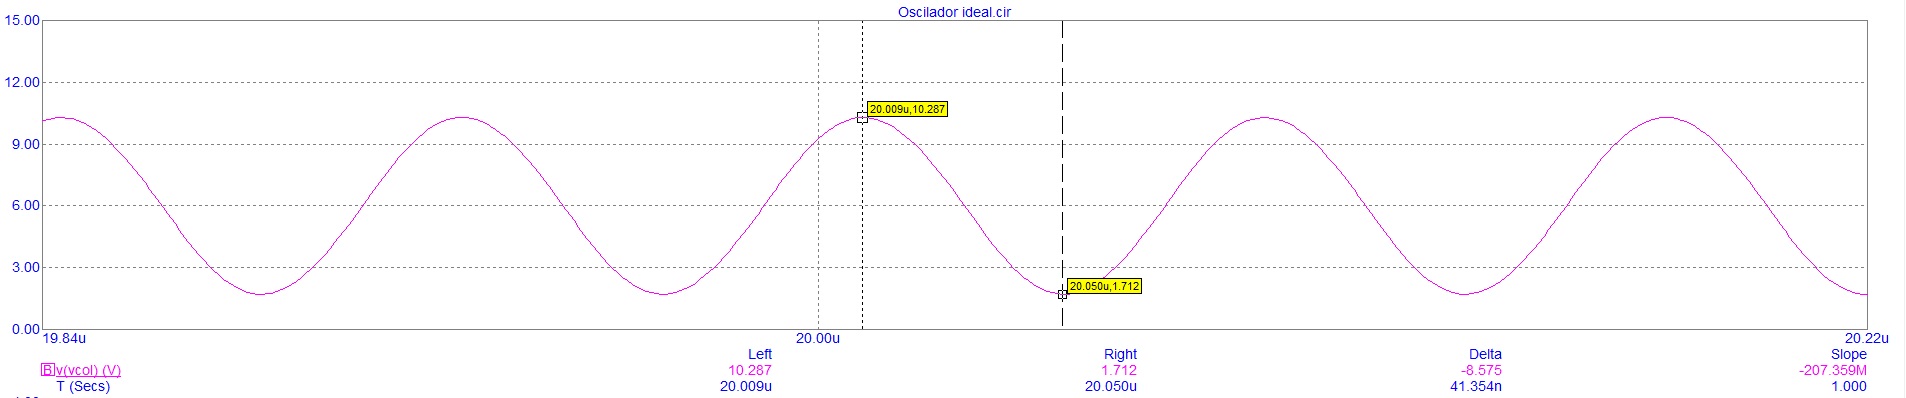 Oscilador ideal.cir
15.00
12.00
20.009u,10.287
9.00
6.00
3.00
20.050u,1.712
0.00
19.84u 20.00u 20.22u
Left Right Delta Slope
B v(vcol) (V) 10.287 1.712 -8.575 -207.359M
T (Secs) 20.009u 20.050u 41.354n 1.000